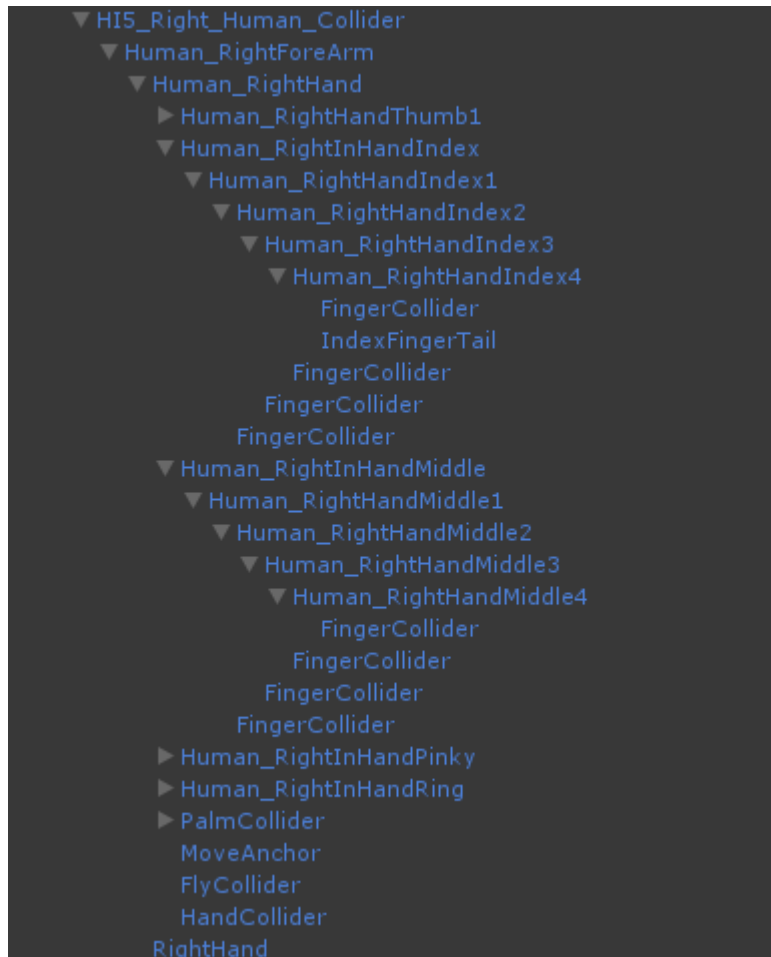 HI5_Right_Human_Collider
Human_RightForeArm
Human_RightHand
Human_RightHandThumb1
Human_RightInHandIndex
Human_RightHandIndex1
Human_RightHandIndex2
Human_RightHandIndex3
Human_RightHandIndex4
FingerCollider
IndexFingerTail
FingerCollider
FingerCollider
FingerCollider
Human_RightInHandMiddle
Human_RightHandMiddle1
Human_RightHandMiddle2
Human_RightHandMiddle3
Human_RightHandMiddle4
FingerCollider
FingerCollider
FingerCollider
FingerCollider
Human_RightInHandPinky
Human_RightInHandRing
PalmCollider
MoveAnchor
FlyCollider
HandCollider
RightHand